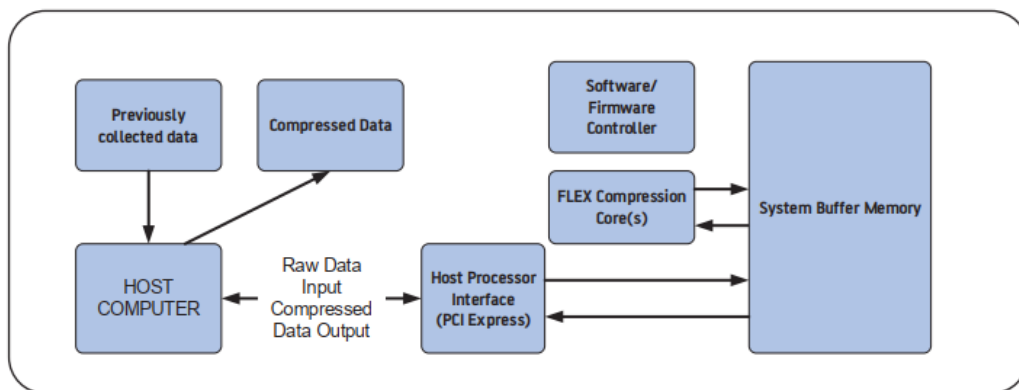 Previously
collected data
Compressed Data
Software/
Firmware
Controller
FLEX Compression
Core(s)
System Buffer Memory
HOST
COMPUTER
Raw Data
Input
Compressed
Data Output
Host Processor
Interface
(PCI Express)